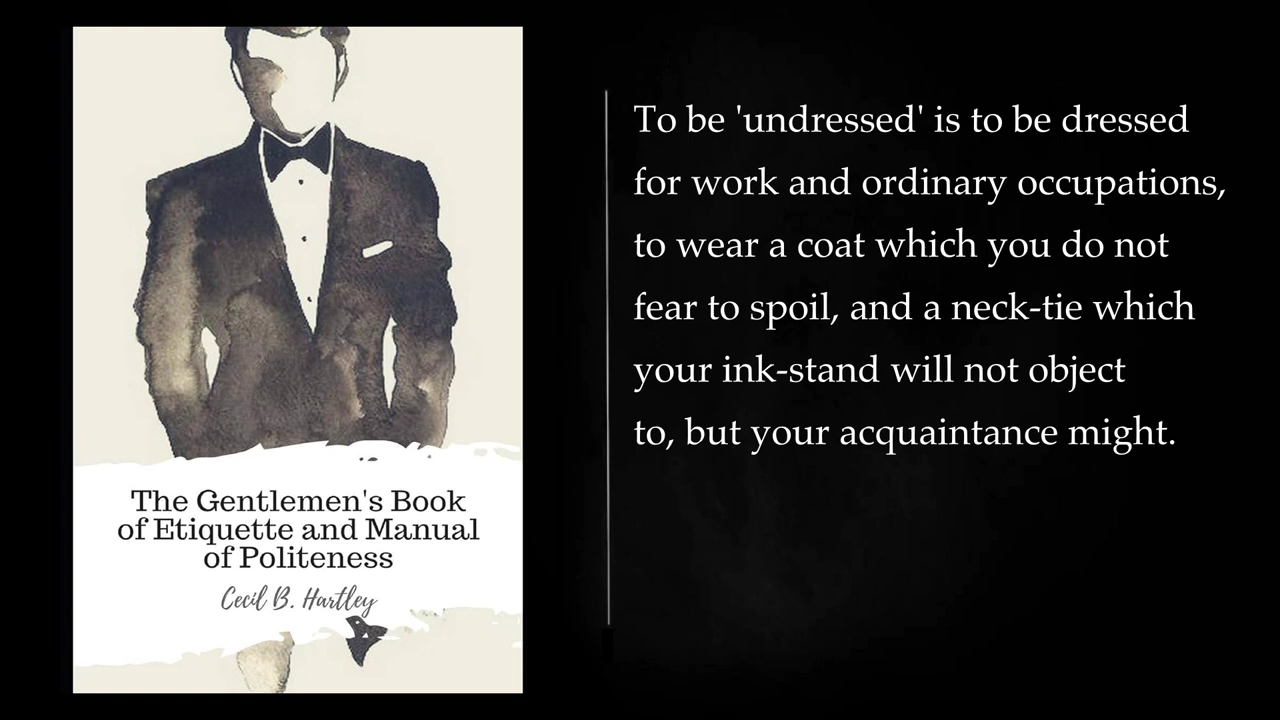 The Gentlemen's Book
of Etiquette and Manual
of Politeness
Cecil B. Hartley
To be 'undressed' is to be dressed
for work and ordinary occupations,
to wear a coat which you do not
fear to spoil, and a neck-tie which
your ink-stand will not object
to, but your acquaintance might.